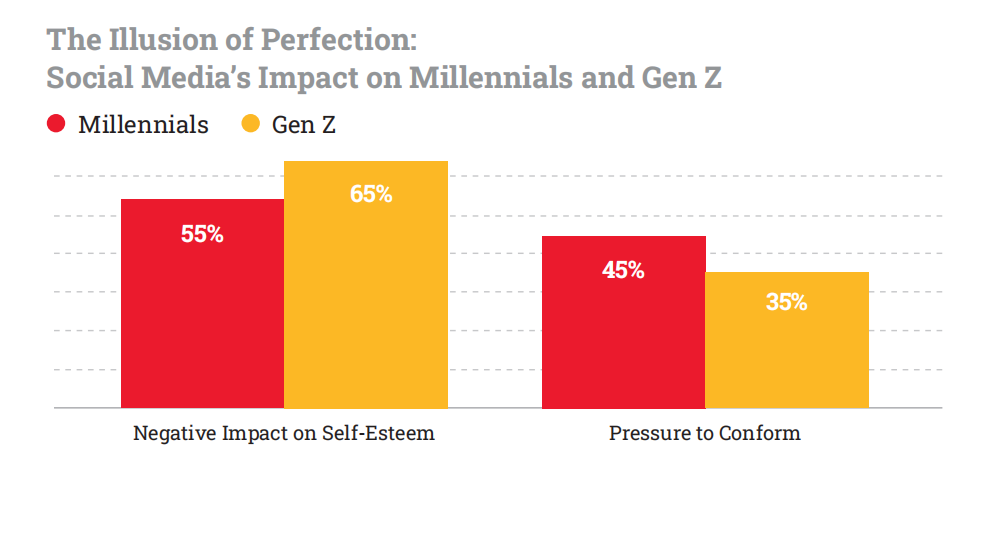 The Illusion of Perfection:
Social Media’s Impact on Millennials and Gen Z
Millennials Gen Z
55% 65% 45% 35%
Negative Impact on Self-Esteem Pressure to Conform